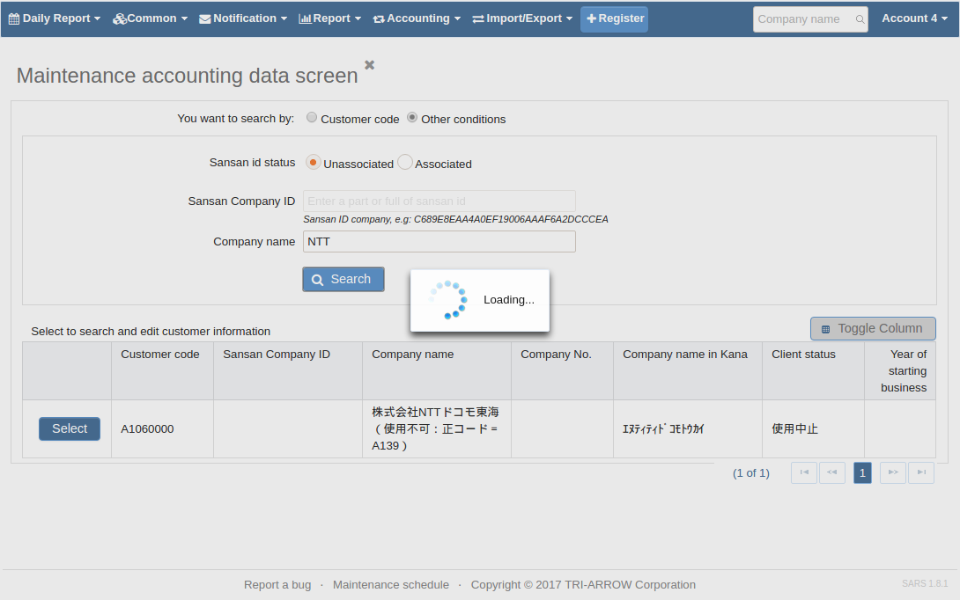 Daily Report Common Notification Report Accounting Import/Export Register Company name Account 4
Maintenance accounting data screen
You want to search by: Customer code Other conditions
Sansan id status Unassociated Associated
Sansan Company ID Enter a part or full of sansan id
Sansan ID company, e.g: C689E8EAA4A0EF19006AAAF6A2DCCCEA
Company name NTT
Search
Loading...
Select to search and edit customer information
Toggle Column
Customer code Sansan Company ID Company name Company No. Company name in Kana Client status Year of
starting
business
株式会社NTTドコモ東海
Select A1060000 （使用不可：正コード＝ ｴﾇﾃｨﾃｨﾄﾞｺﾓﾄｳｶｲ 使用中止
A139）
(1 of 1) 1
Report a bug · Maintenance schedule · Copyright © 2017 TRI-ARROW Corporation SARS 1.8.1